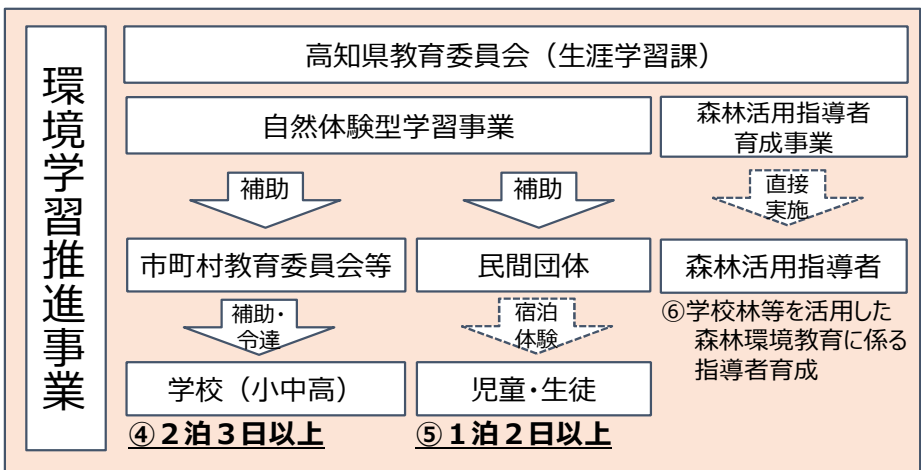 環境学習推進事業
高知県教育委員会（生涯学習課）
自然体験型学習事業
森林活用指導者
育成事業
補助
補助
直接
実施
市町村教育委員会等
民間団体
森林活用指導者
補助・
令達
宿泊
体験
⑥学校林等を活用した
森林環境教育に係る
指導者育成
学校（小中高）
児童・生徒
④２泊３日以上
⑤１泊２日以上